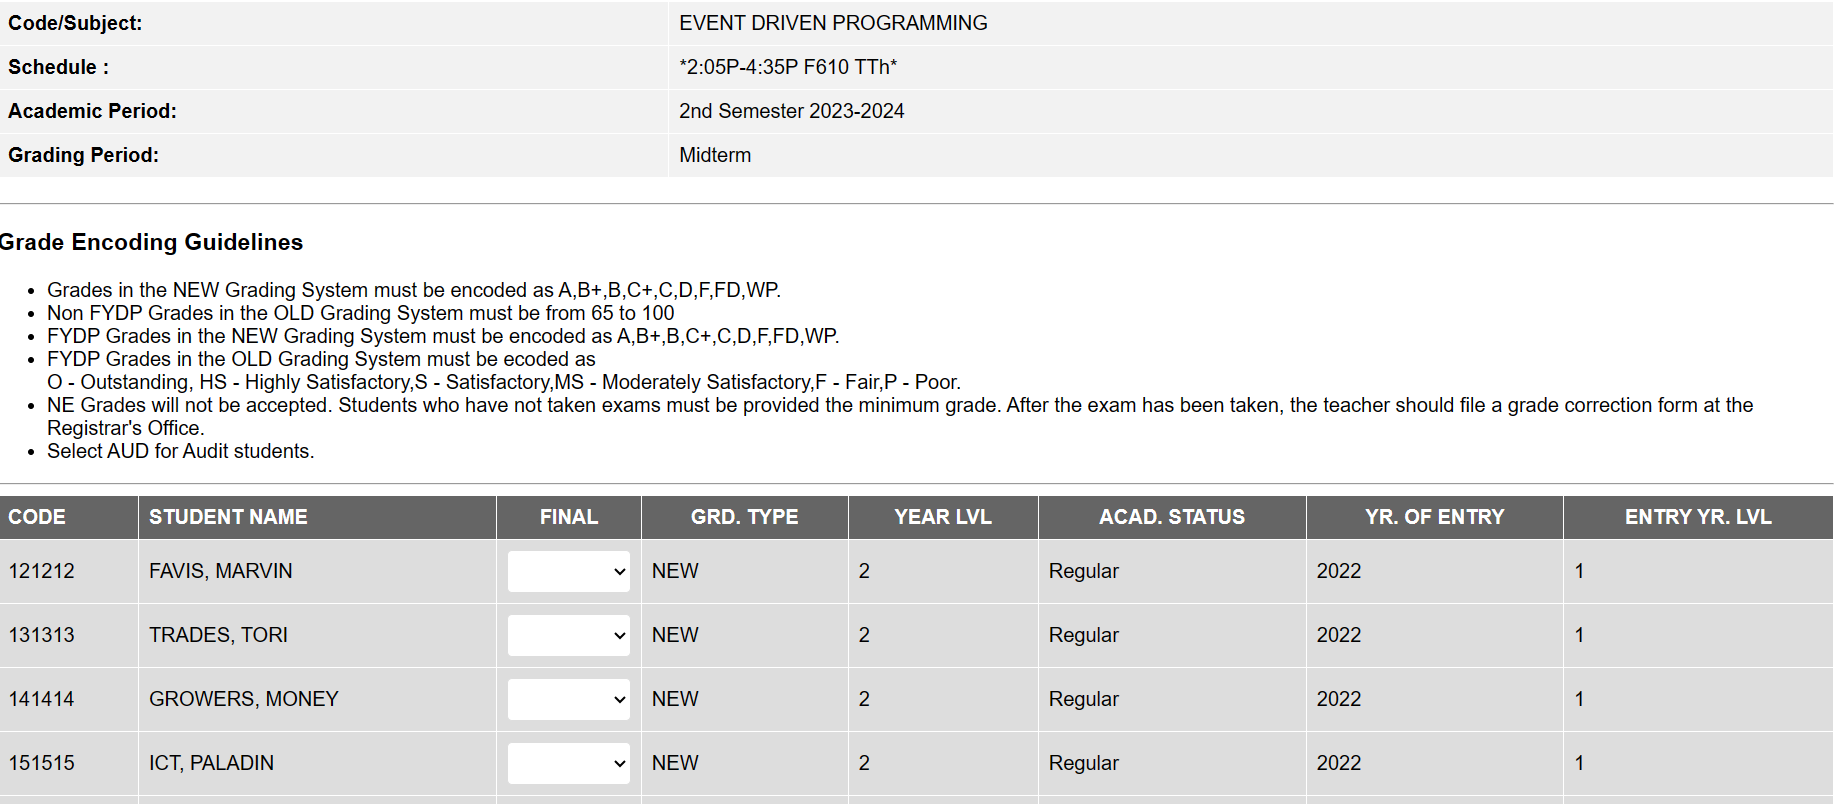 Code/Subject: EVENT DRIVEN PROGRAMMING
Schedule : *2:05P-4:35P F610 TTh*
Academic Period: 2nd Semester 2023-2024
Grading Period: Midterm
Grade Encoding Guidelines
• Grades in the NEW Grading System must be encoded as A,B+,B,C+,C,D,F,FD,WP.
• Non FYDP Grades in the OLD Grading System must be from 65 to 100
• FYDP Grades in the NEW Grading System must be encoded as A,B+,B,C+,C,D,F,FD,WP.
• FYDP Grades in the OLD Grading System must be ecoded as
O - Outstanding, HS - Highly Satisfactory,S - Satisfactory,MS - Moderately Satisfactory,F - Fair,P - Poor.
• NE Grades will not be accepted. Students who have not taken exams must be provided the minimum grade. After the exam has been taken, the teacher should file a grade correction form at the
Registrar's Office.
• Select AUD for Audit students.
CODE STUDENT NAME FINAL GRD. TYPE YEAR LVL ACAD. STATUS YR. OF ENTRY ENTRY YR. LVL
121212 FAVIS, MARVIN NEW 2 Regular 2022 1
131313 TRADES, TORI NEW 2 Regular 2022 1
141414 GROWERS, MONEY NEW 2 Regular 2022 1
151515 ICT, PALADIN NEW 2 Regular 2022 1